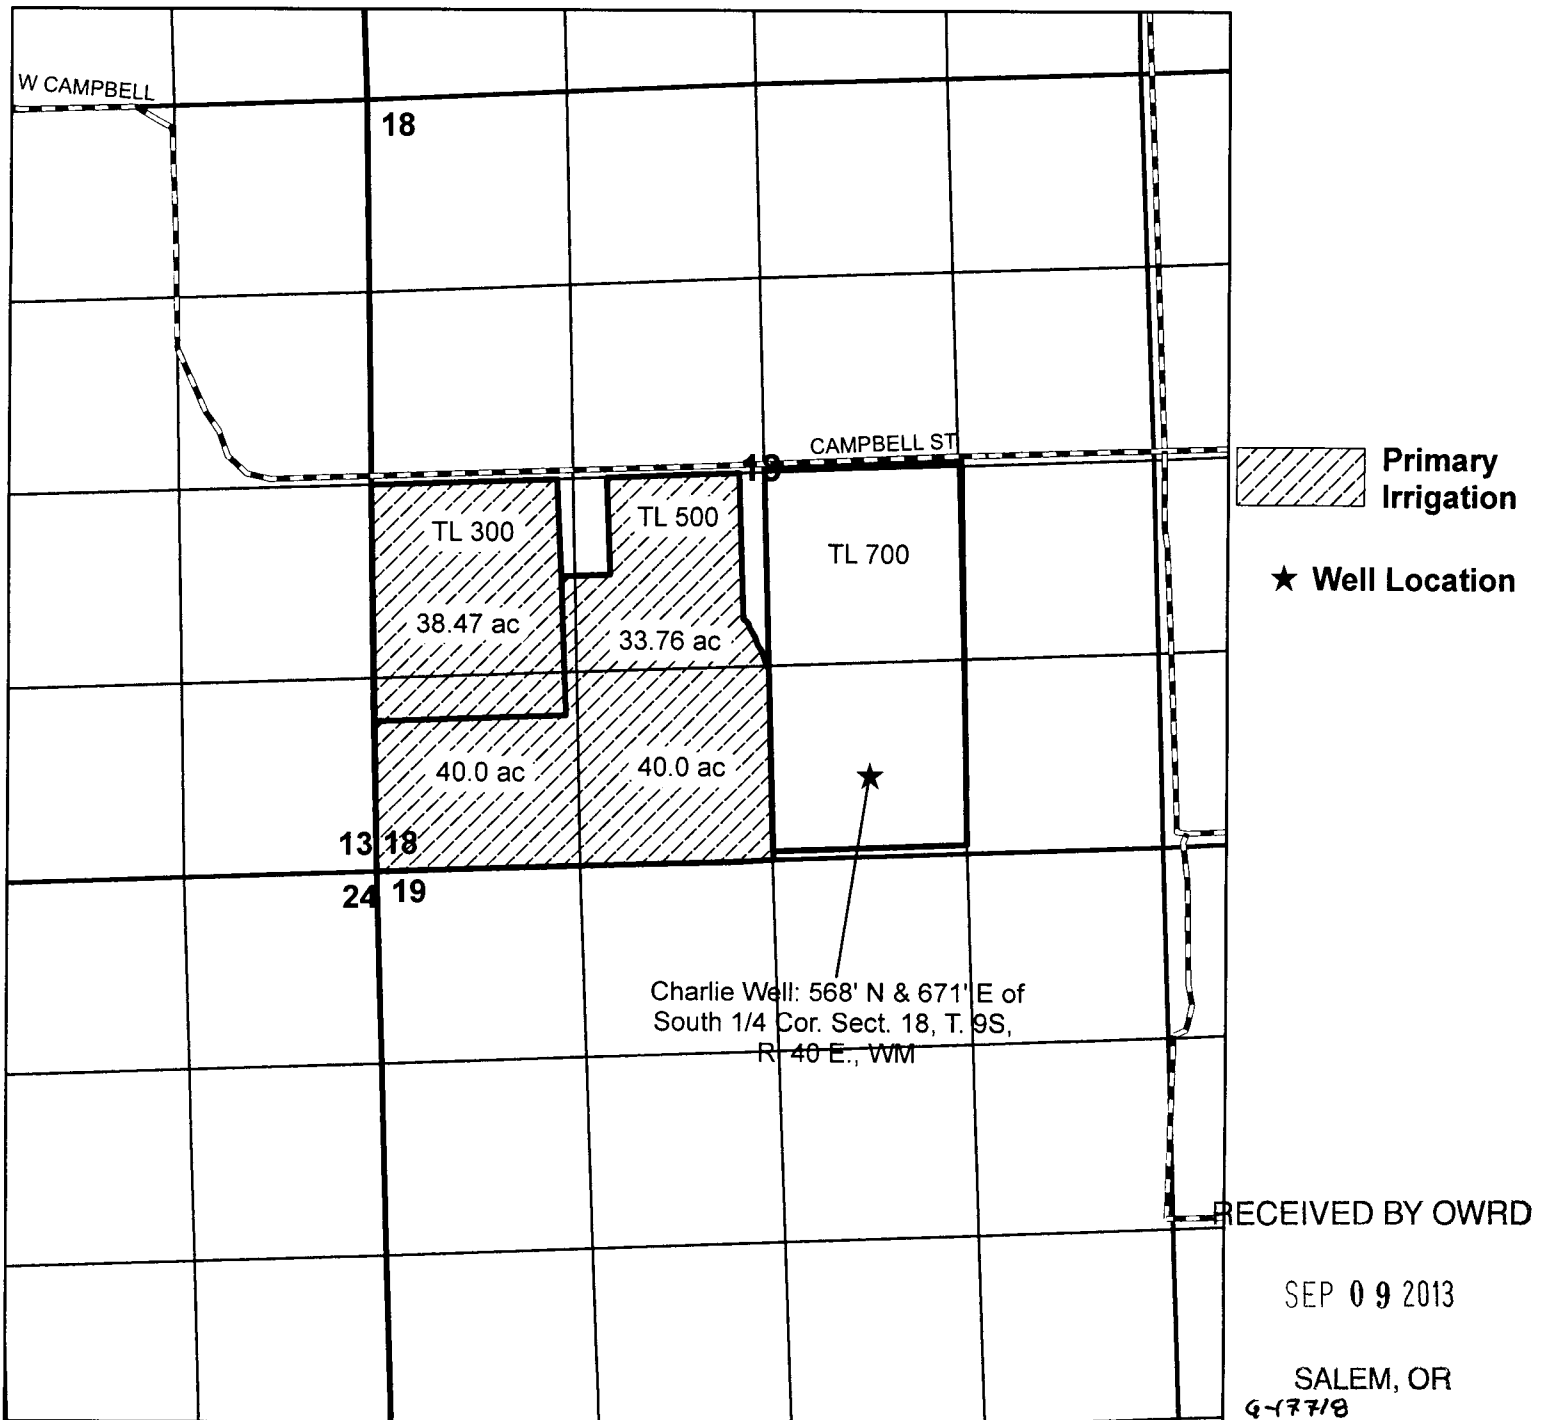 W CAMPBELL
18
CAMPBELL ST
Primary
Irrigation
TL 300
TL 500
TL 700
Well Location
38.47 ac
33.76 ac
40.0 ac
40.0 ac
13 18
24 19
Charlie Well: 568' N & 671' E of
South 1/4 Cor. Sect. 18, T. 9S,
R. 40 E., WM
RECEIVED BY OWRD
SEP 09 2013
SALEM, OR
G-17718